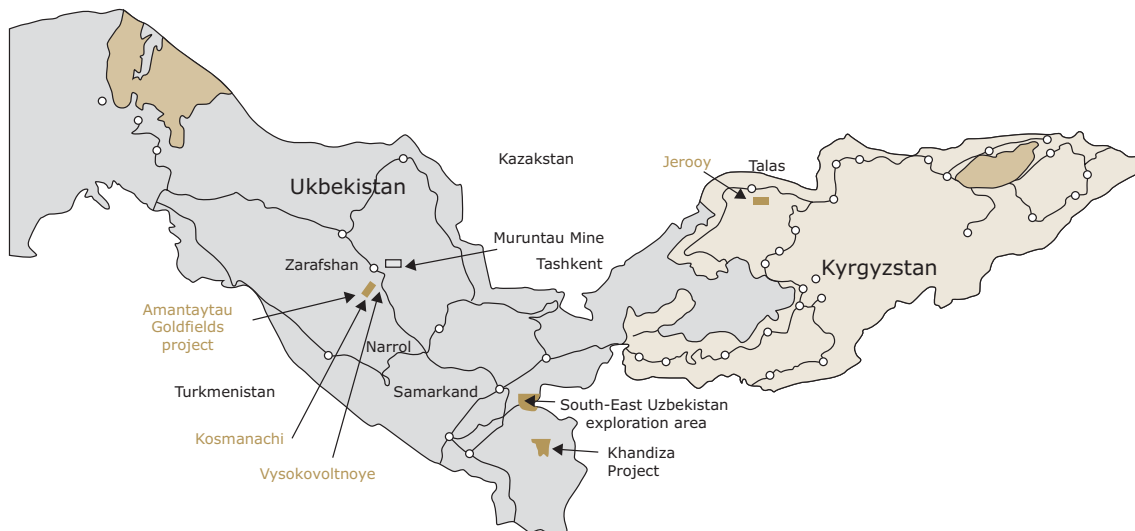 Kazakstan
Jerooy
Talas
Ukbekistan
Muruntau Mine
Zarafshan
Tashkent
Kyrgyzstan
Amantaytau
Goldfields
project
Narrol
Turkmenistan
Samarkand
South-East Uzbekistan
exploration area
Kosmanachi
Khandiza
Project
Vysokovoltnoye